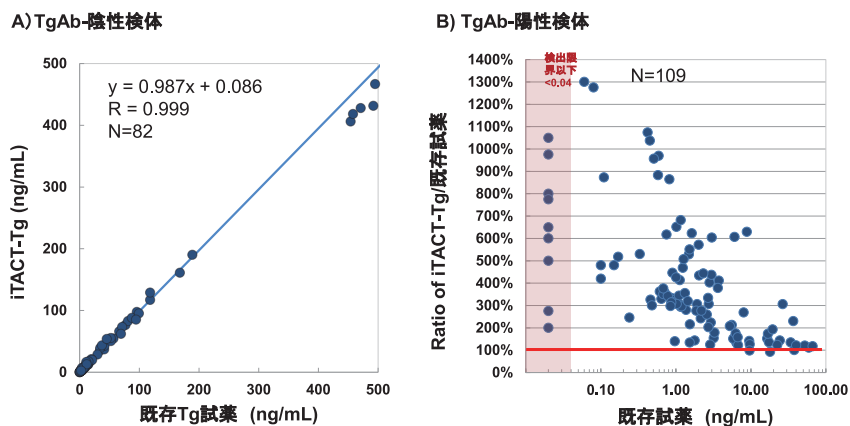 A）TgAb-陰性検体
500
400
300
200
100
0
0
100
200
300
400
500
y = 0.987x + 0.086
R = 0.999
N=82
iTACT-Tg (ng/mL)
既存Tg試薬 (ng/mL)
B) TgAb-陽性検体
1400%
1300%
1200%
1100%
1000%
900%
800%
700%
600%
500%
400%
300%
200%
100%
0%
検出限
界以下
<0.04
N=109
0.10
1.00
10.00
100.00
Ratio of iTACT-Tg/既存試薬
既存試薬 (ng/mL)